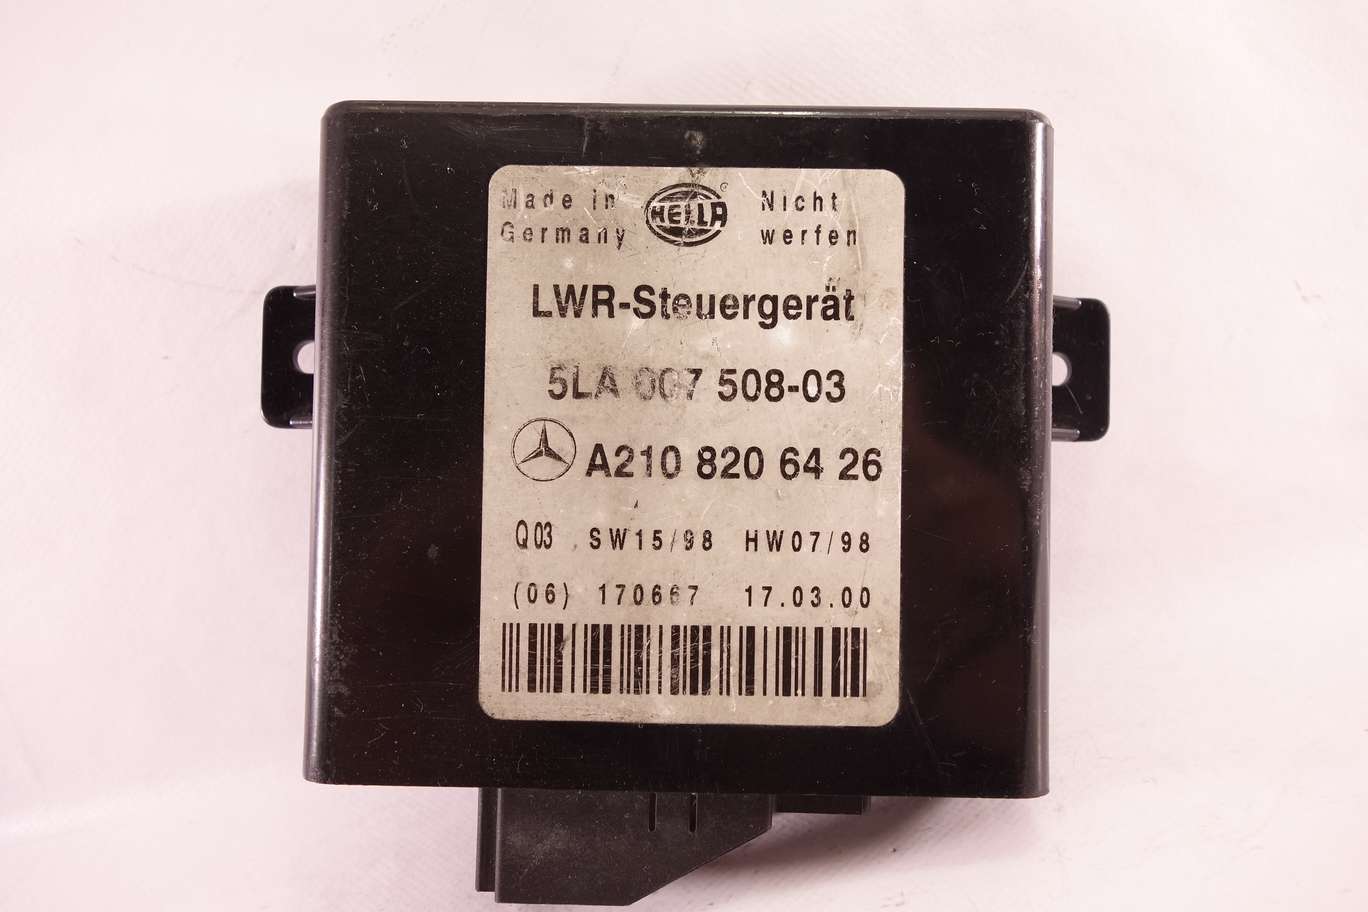 Made in
Germany
HELLA
Nicht
werfen
LWR-Steuergerät
5LA 007 508-03
A210 820 64 26
Q03 SW15/98 HW07/98
(06) 170667 17.03.00